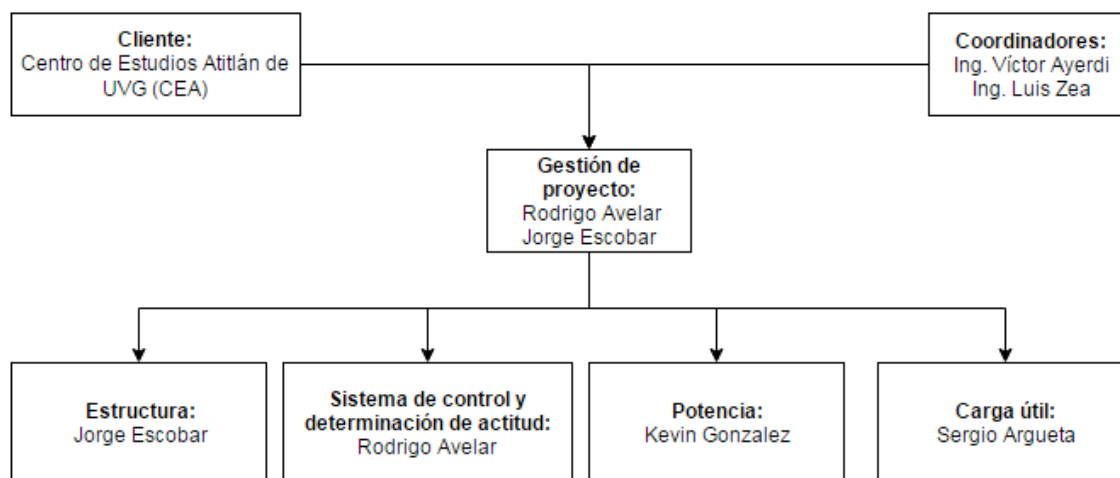 Cliente:
Centro de Estudios Atitlán de
UVG (CEA)
Coordinadores:
Ing. Víctor Ayerdi
Ing. Luis Zea
Gestión de
proyecto:
Rodrigo Avelar
Jorge Escobar
Estructura:
Jorge Escobar
Sistema de control y
determinación de actitud:
Rodrigo Avelar
Potencia:
Kevin Gonzalez
Carga útil:
Sergio Argueta